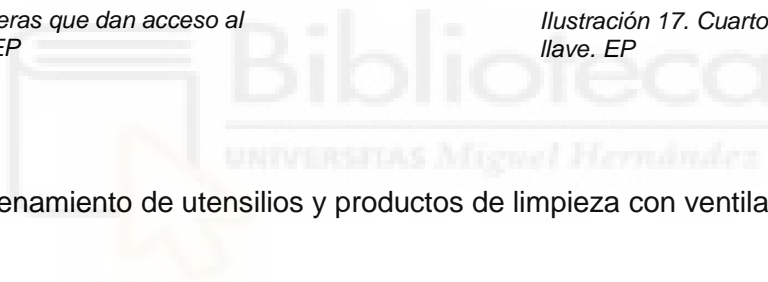 eras que dan acceso al
EP
Ilustración 17. Cuarto
llave. EP
Biblioteca
UNIVERSITAS Miguel Hernández
enamiento de utensilios y productos de limpieza con ventila